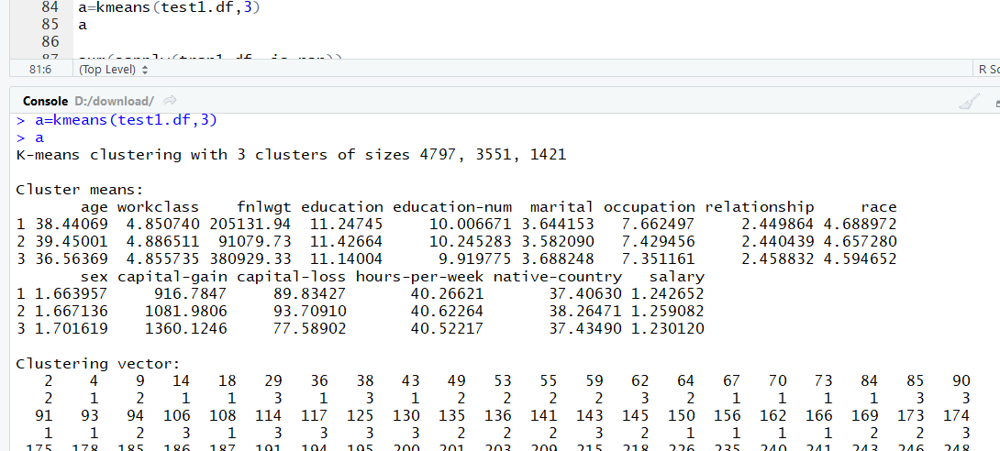 84 a=kmeans(test1.df,3)
85 a
86
81:6 (Top Level) R Sc
Console D:/download/
> a=kmeans(test1.df,3)
> a
K-means clustering with 3 clusters of sizes 4797, 3551, 1421
Cluster means:
age workclass fnlwgt education education-num marital occupation relationship race
1 38.44069 4.850740 205131.94 11.24745 10.006671 3.644153 7.662497 2.449864 4.688972
2 39.45001 4.886511 91079.73 11.42664 10.245283 3.582090 7.429456 2.440439 4.657280
3 36.56369 4.855735 380929.33 11.14004 9.919775 3.688248 7.351161 2.458832 4.594652
sex capital-gain capital-loss hours-per-week native-country salary
1 1.663957 916.7847 89.83427 40.26621 37.40630 1.242652
2 1.667136 1081.9806 93.70910 40.62264 38.26471 1.259082
3 1.701619 1360.1246 77.58902 40.52217 37.43490 1.230120
Clustering vector:
2 4 9 14 18 29 36 38 43 49 53 55 59 62 64 67 70 73 84 85 90
2 1 2 1 1 3 1 3 1 2 2 2 2 3 2 1 1 1 1 3 3
91 93 94 106 108 114 117 125 130 135 136 141 143 145 150 156 162 166 169 173 174
1 1 2 3 1 3 3 3 3 2 2 2 3 2 1 1 1 1 2 2 3
175 178 185 186 187 191 194 195 200 201 203 209 215 218 226 235 240 241 243 246 248